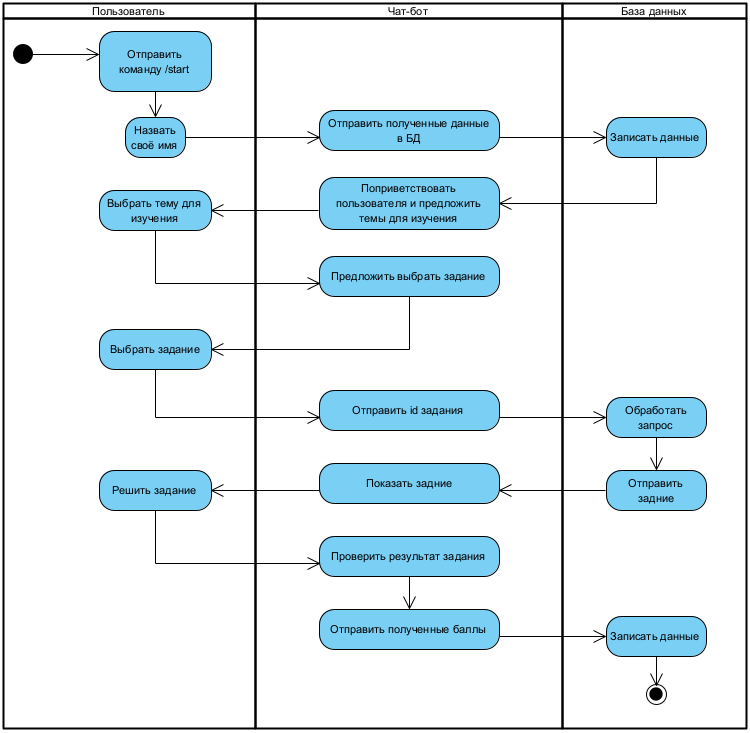 Пользователь
Чат-бот
База данных
Отправить
команду /start
Назвать
своё имя
Отправить полученные данные
в БД
Записать данные
Поприветствовать
пользователя и предложить
темы для изучения
Выбрать тему для
изучения
Предложить выбрать задание
Выбрать задание
Отправить id задания
Обработать
запрос
Отправить
задние
Показать задние
Решить задание
Проверить результат задания
Отправить полученные баллы
Записать данные